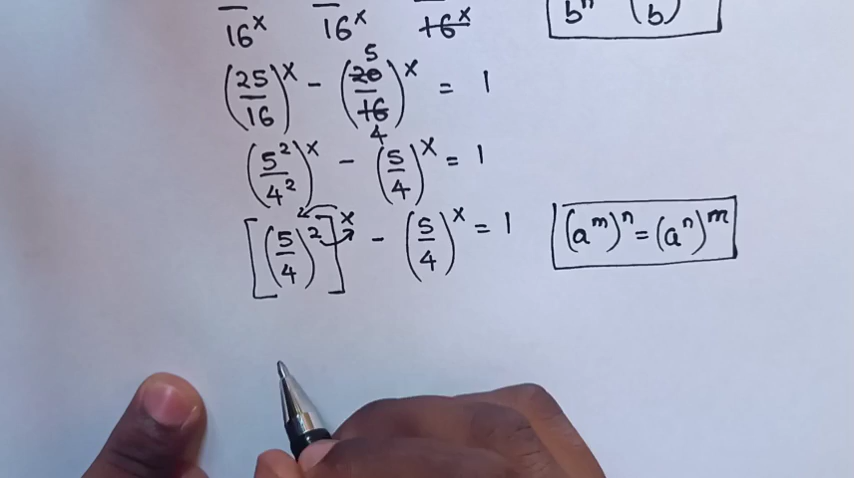 16^x 16^x 16^x b^n (b)
(25/16)^x - (20/16)^x = 1
5 4
(5^2/4^2)^x - (5/4)^x = 1
[(5/4)^2]^x - (5/4)^x = 1 (a^m)^n = (a^n)^m